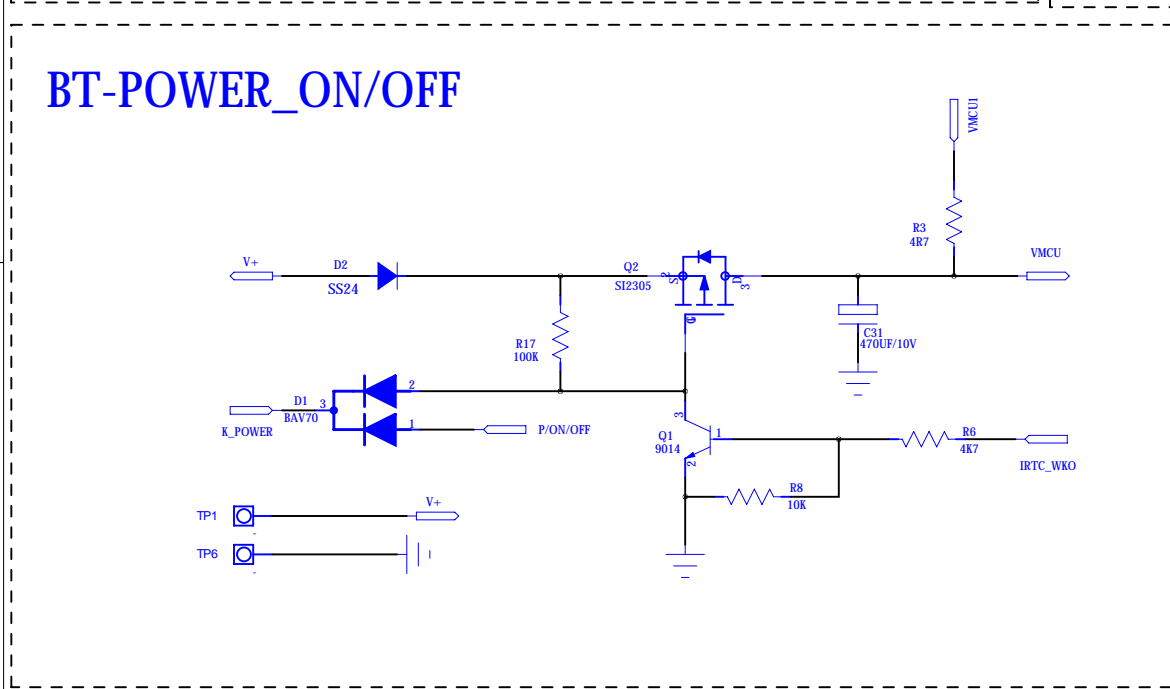 BT-POWER_ON/OFF
VMCU1
R3
4R7
V+
D2
SS24
Q2
SI2305
S
2
D
3
G
VMCU
C31
470UF/10V
R17
100K
D1
BAV70
3
2
1
K_POWER
P/ON/OFF
3
Q1
9014
1
2
R6
4K7
IRTC_WKO
R8
10K
TP1
V+
TP6